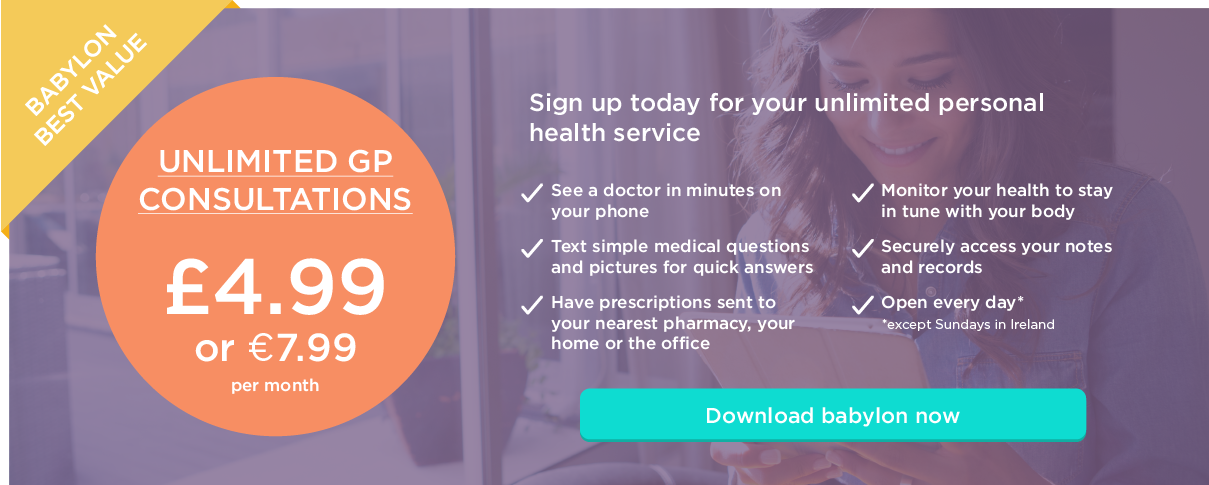 BABYLON
BEST VALUE
UNLIMITED GP
CONSULTATIONS
£4.99
or €7.99
per month
Sign up today for your unlimited personal
health service
See a doctor in minutes on
your phone
Text simple medical questions
and pictures for quick answers
Have prescriptions sent to
your nearest pharmacy, your
home or the office
Monitor your health to stay
in tune with your body
Securely access your notes
and records
Open every day*
*except Sundays in Ireland
Download babylon now